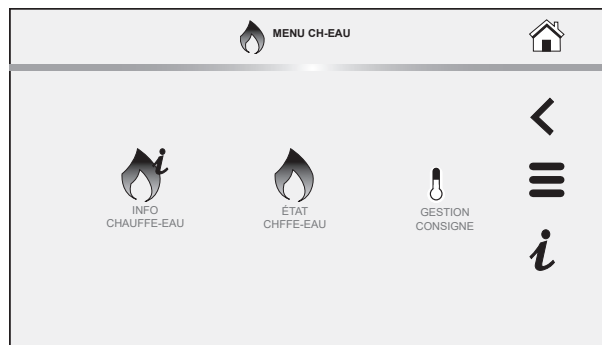 MENU CH-EAU
INFO
CHAUFFE-EAU
ÉTAT
CHFFE-EAU
GESTION
CONSIGNE
i
i